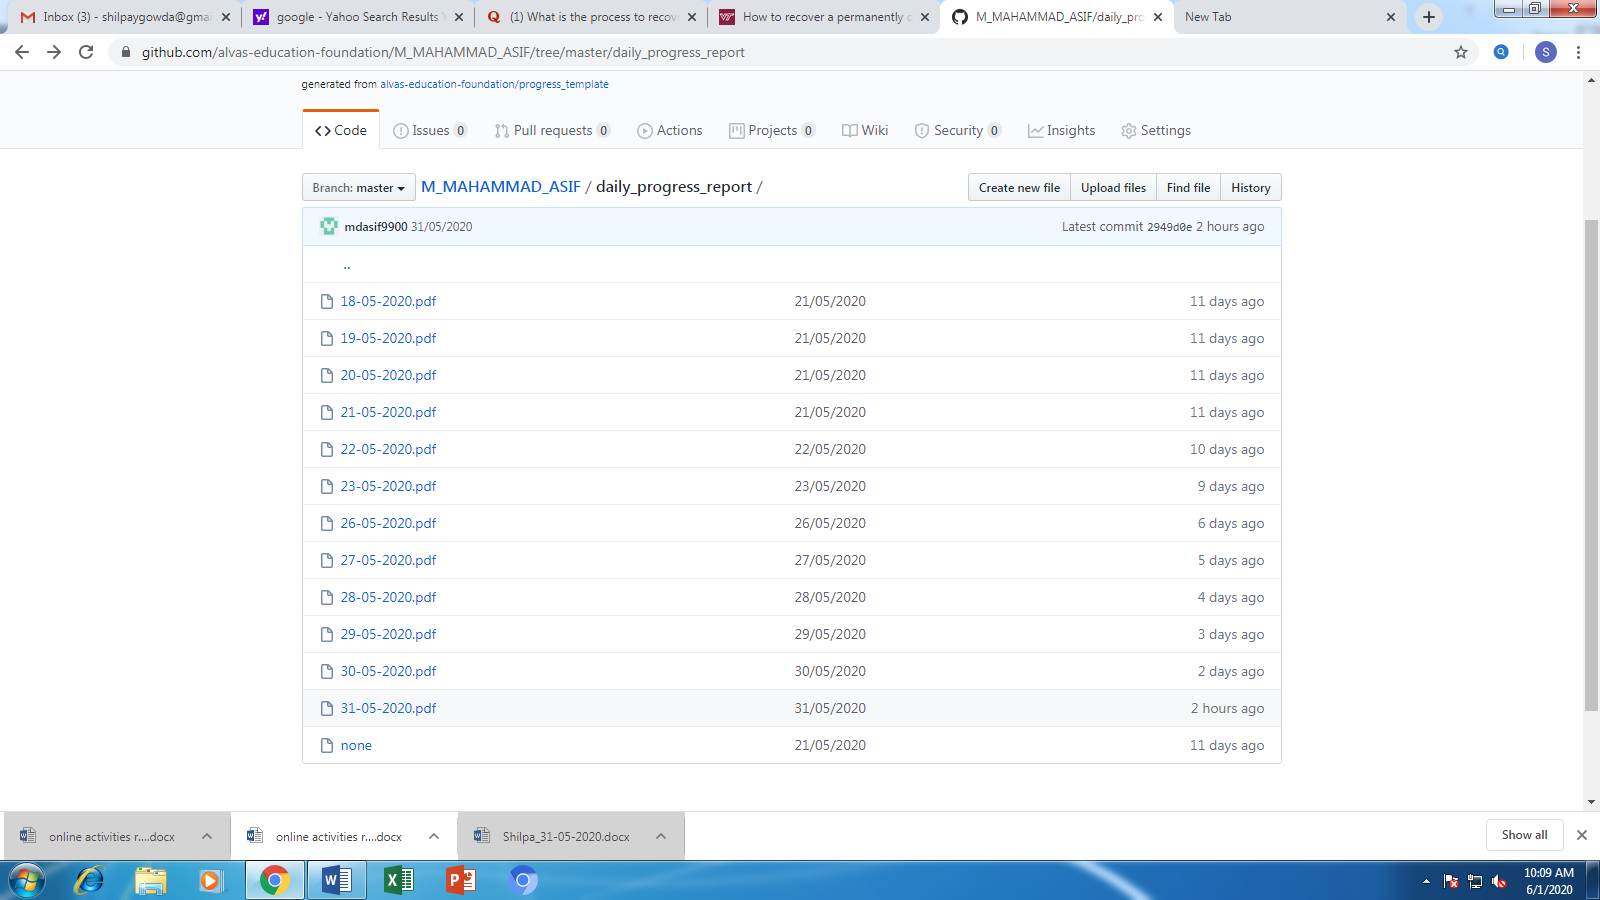 Inbox (3) - shilpaygowda@gmai
google - Yahoo Search Results
(1) What is the process to recov
How to recover a permanently
M_MAHAMMAD_ASIF/daily_pro
New Tab
github.com/alvas-education-foundation/M_MAHAMMAD_ASIF/tree/master/daily_progress_report
S
generated from alvas-education-foundation/progress_template
Code
Issues 0
Pull requests 0
Actions
Projects 0
Wiki
Security 0
Insights
Settings
Branch: master
M_MAHAMMAD_ASIF / daily_progress_report /
Create new file
Upload files
Find file
History
mdasif9900 31/05/2020
Latest commit 2949d0e 2 hours ago
..
18-05-2020.pdf 21/05/2020 11 days ago
19-05-2020.pdf 21/05/2020 11 days ago
20-05-2020.pdf 21/05/2020 11 days ago
21-05-2020.pdf 21/05/2020 11 days ago
22-05-2020.pdf 22/05/2020 10 days ago
23-05-2020.pdf 23/05/2020 9 days ago
26-05-2020.pdf 26/05/2020 6 days ago
27-05-2020.pdf 27/05/2020 5 days ago
28-05-2020.pdf 28/05/2020 4 days ago
29-05-2020.pdf 29/05/2020 3 days ago
30-05-2020.pdf 30/05/2020 2 days ago
31-05-2020.pdf 31/05/2020 2 hours ago
none 21/05/2020 11 days ago
online activities r....docx
online activities r....docx
Shilpa_31-05-2020.docx
Show all
10:09 AM
6/1/2020